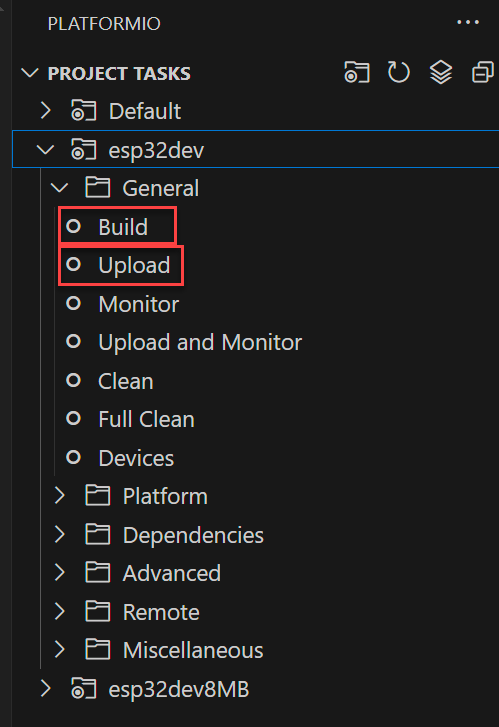 PLATFORMIO
PROJECT TASKS
Default
esp32dev
General
Build
Upload
Monitor
Upload and Monitor
Clean
Full Clean
Devices
Platform
Dependencies
Advanced
Remote
Miscellaneous
esp32dev8MB